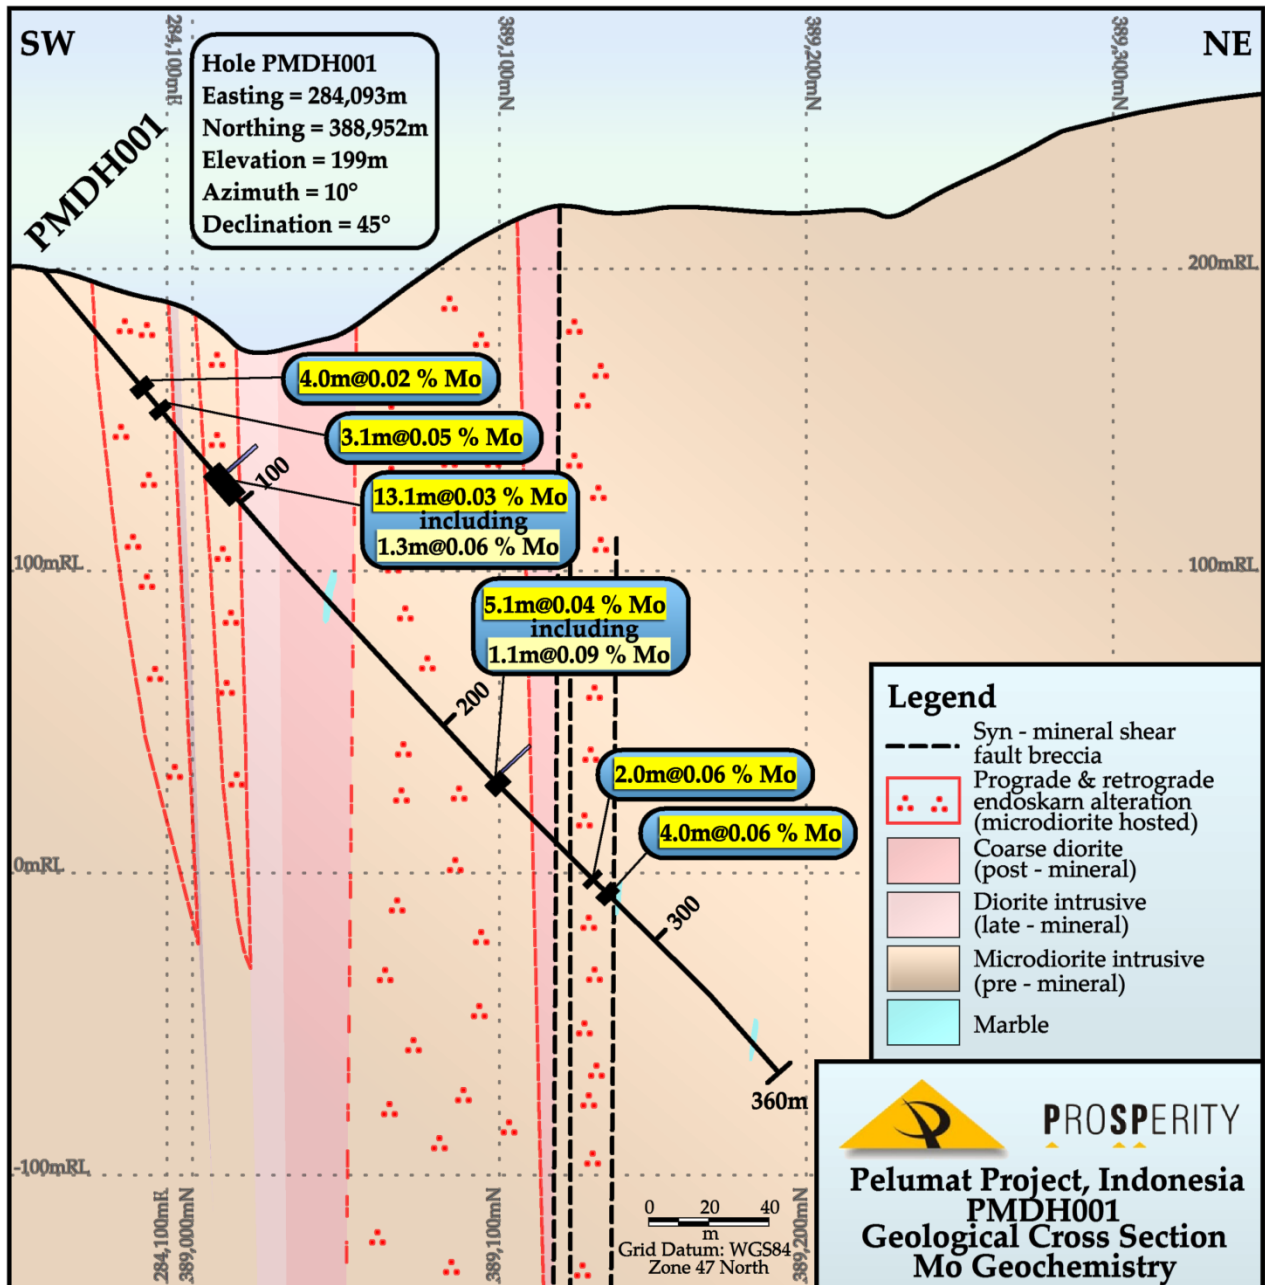 SW
NE
284,100mE
389,100mN
389,200mN
389,300mN
Hole PMDH001
Easting = 284,093m
Northing = 388,952m
Elevation = 199m
Azimuth = 10°
Declination = 45°
PMDH001
200mRL
4.0m@0.02 % Mo
3.1m@0.05 % Mo
100
13.1m@0.03 % Mo
including
1.3m@0.06 % Mo
100mRL
100mRL
5.1m@0.04 % Mo
including
1.1m@0.09 % Mo
200
2.0m@0.06 % Mo
4.0m@0.06 % Mo
0mRL
300
360m
-100mRL
284,100mE
389,000mN
389,100mN
389,200mN
Legend
Syn - mineral shear
fault breccia
Prograde & retrograde
endoskarn alteration
(microdiorite hosted)
Coarse diorite
(post - mineral)
Diorite intrusive
(late - mineral)
Microdiorite intrusive
(pre - mineral)
Marble
0 20 40
m
Grid Datum: WGS84
Zone 47 North
PROSPERITY
Pelumat Project, Indonesia
PMDH001
Geological Cross Section
Mo Geochemistry